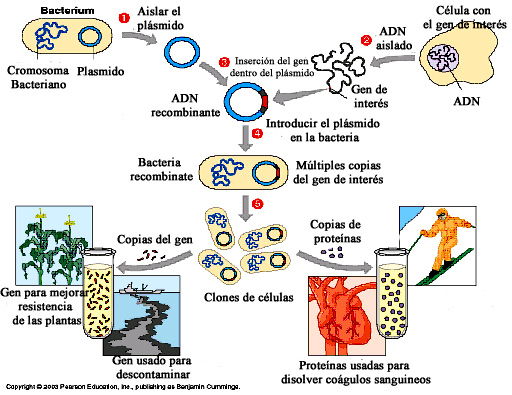 Bacterium
1
Aislar el
plásmido
Cromosoma
Bacteriano
Plasmido
3
Inserción del gen
dentro del plásmido
2
ADN
aislado
Célula con
el gen de interés
ADN
Gen de
interés
ADN
recombinante
4
Introducir el plásmido
en la bacteria
Bacteria
recombinate
Múltiples copias
del gen de interés
5
Copias del gen
Copias de
proteínas
Clones de células
Gen para mejorar
resistencia
de las plantas
Gen usado para
descontaminar
Proteínas usadas para
disolver coágulos sanguineos
Copyright © 2003 Pearson Education, Inc., publishing as Benjamin Cummings.